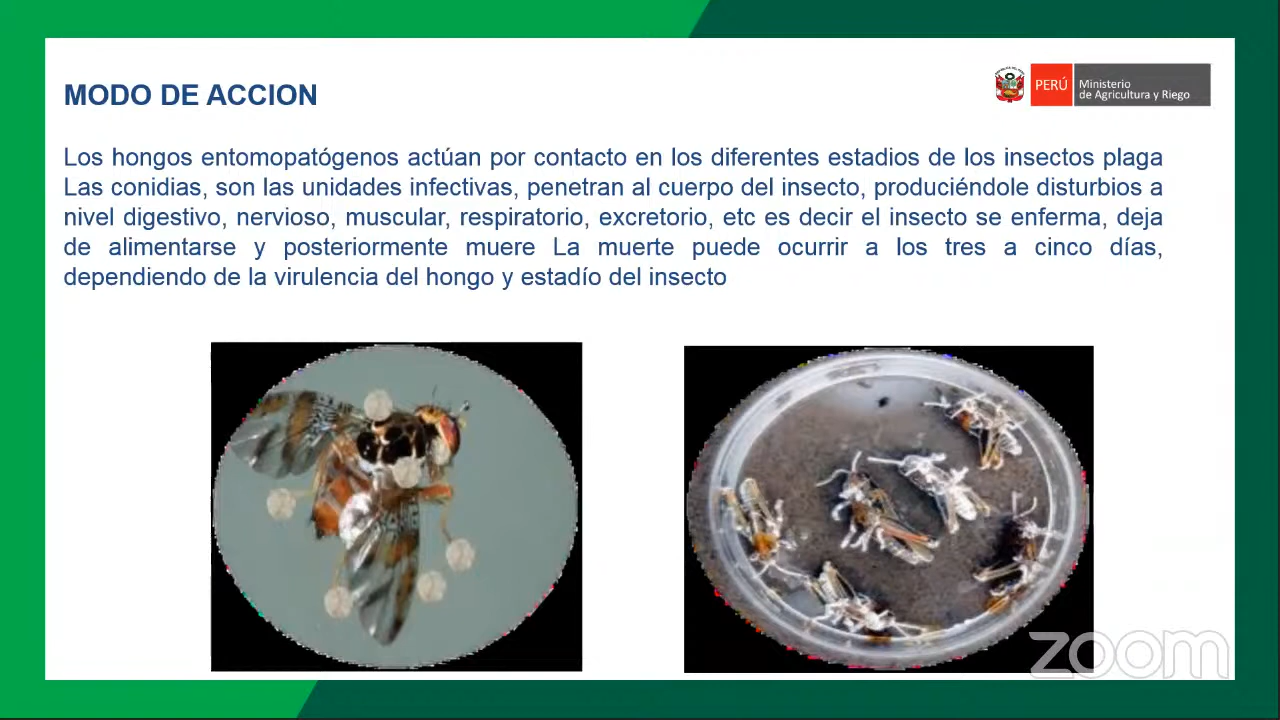 MODO DE ACCION
PERÚ
Ministerio
de Agricultura y Riego
Los hongos entomopatógenos actúan por contacto en los diferentes estadios de los insectos plaga
Las conidias, son las unidades infectivas, penetran al cuerpo del insecto, produciéndole disturbios a
nivel digestivo, nervioso, muscular, respiratorio, excretorio, etc es decir el insecto se enferma, deja
de alimentarse y posteriormente muere La muerte puede ocurrir a los tres a cinco días,
dependiendo de la virulencia del hongo y estadío del insecto
zoom